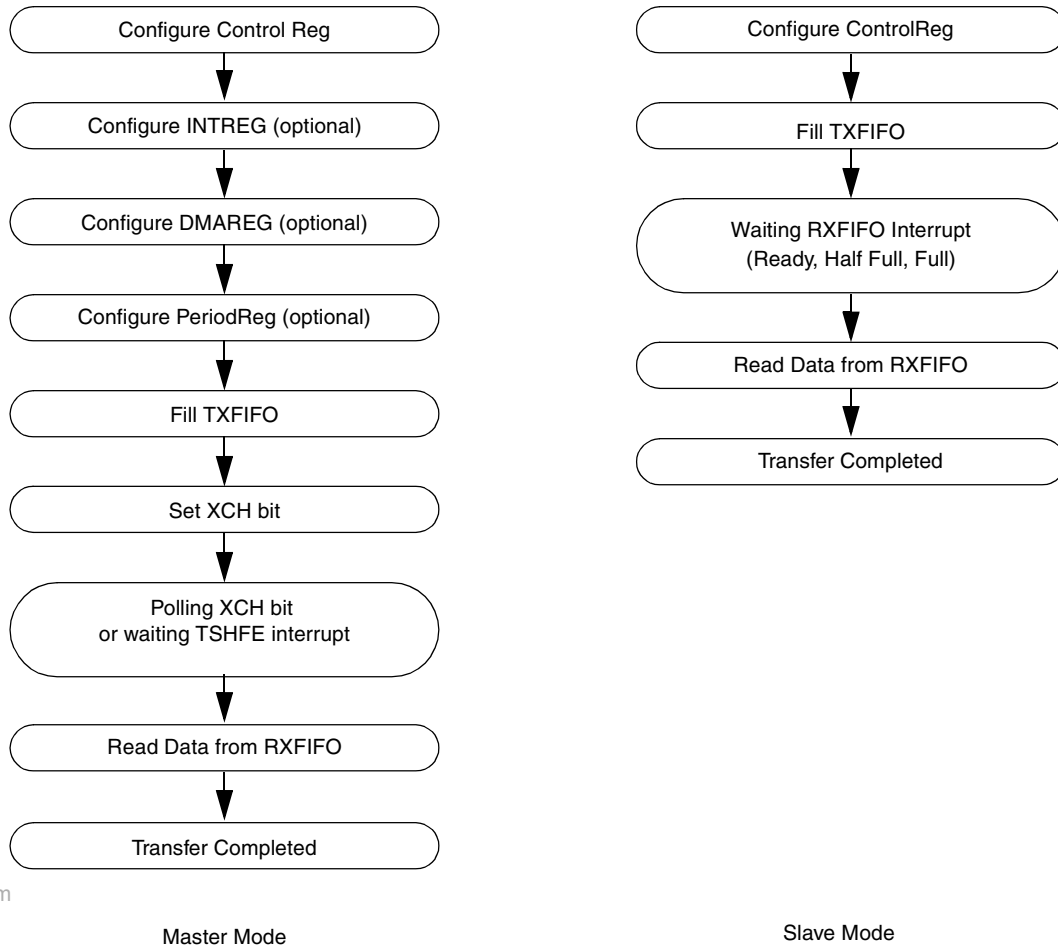 Configure Control Reg
Configure INTREG (optional)
Configure DMAREG (optional)
Configure PeriodReg (optional)
Fill TXFIFO
Set XCH bit
Polling XCH bit
or waiting TSHFE interrupt
Read Data from RXFIFO
Transfer Completed
m
Master Mode
Configure ControlReg
Fill TXFIFO
Waiting RXFIFO Interrupt
(Ready, Half Full, Full)
Read Data from RXFIFO
Transfer Completed
Slave Mode